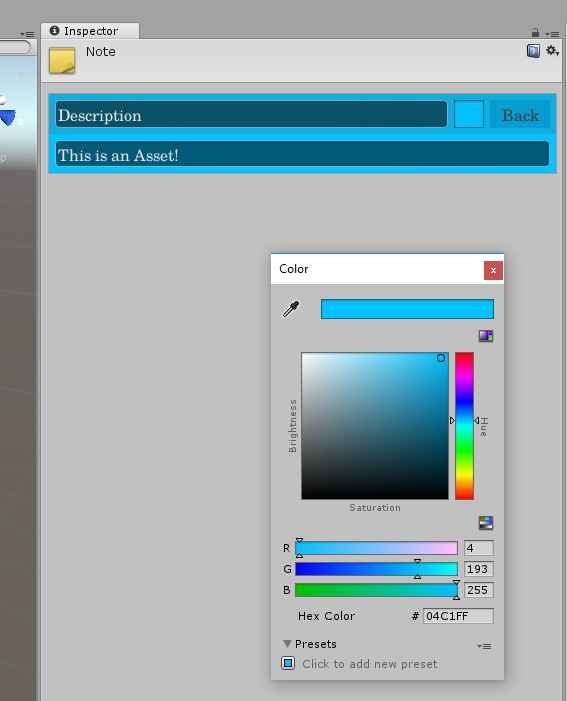 Inspector
Note
z
p
Description
Back
This is an Asset!
Color
x
Brightness
Hue
Saturation
R 4
G 193
B 255
Hex Color # 04C1FF
Presets
Click to add new preset